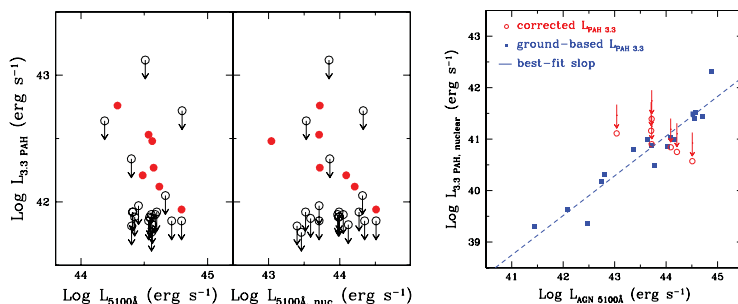 43
42
Log L3.3 PAH (erg s⁻¹)
44
45
43
44
Log L5100Å (erg s⁻¹)
Log L5100Å nuc (erg s⁻¹)
corrected LPAH 3.3
ground-based LPAH 3.3
best-fit slop
43
42
41
40
39
Log L3.3 PAH, nuclear (erg s⁻¹)
41
42
43
44
45
Log LAGN 5100Å (erg s⁻¹)